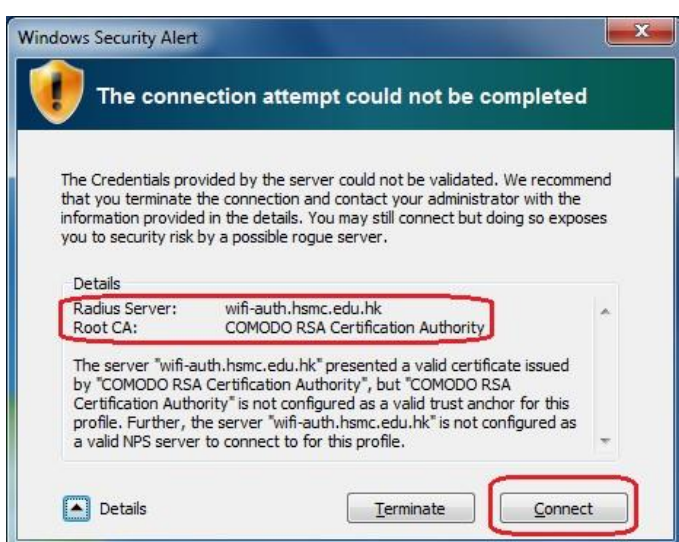 Windows Security Alert
The connection attempt could not be completed
The Credentials provided by the server could not be validated. We recommend
that you terminate the connection and contact your administrator with the
information provided in the details. You may still connect but doing so exposes
you to security risk by a possible rogue server.
Details
Radius Server: wifi-auth.hsmc.edu.hk
Root CA: COMODO RSA Certification Authority
The server "wifi-auth.hsmc.edu.hk" presented a valid certificate issued
by "COMODO RSA Certification Authority", but "COMODO RSA
Certification Authority" is not configured as a valid trust anchor for this
profile. Further, the server "wifi-auth.hsmc.edu.hk" is not configured as
a valid NPS server to connect to for this profile.
Details
Terminate
Connect